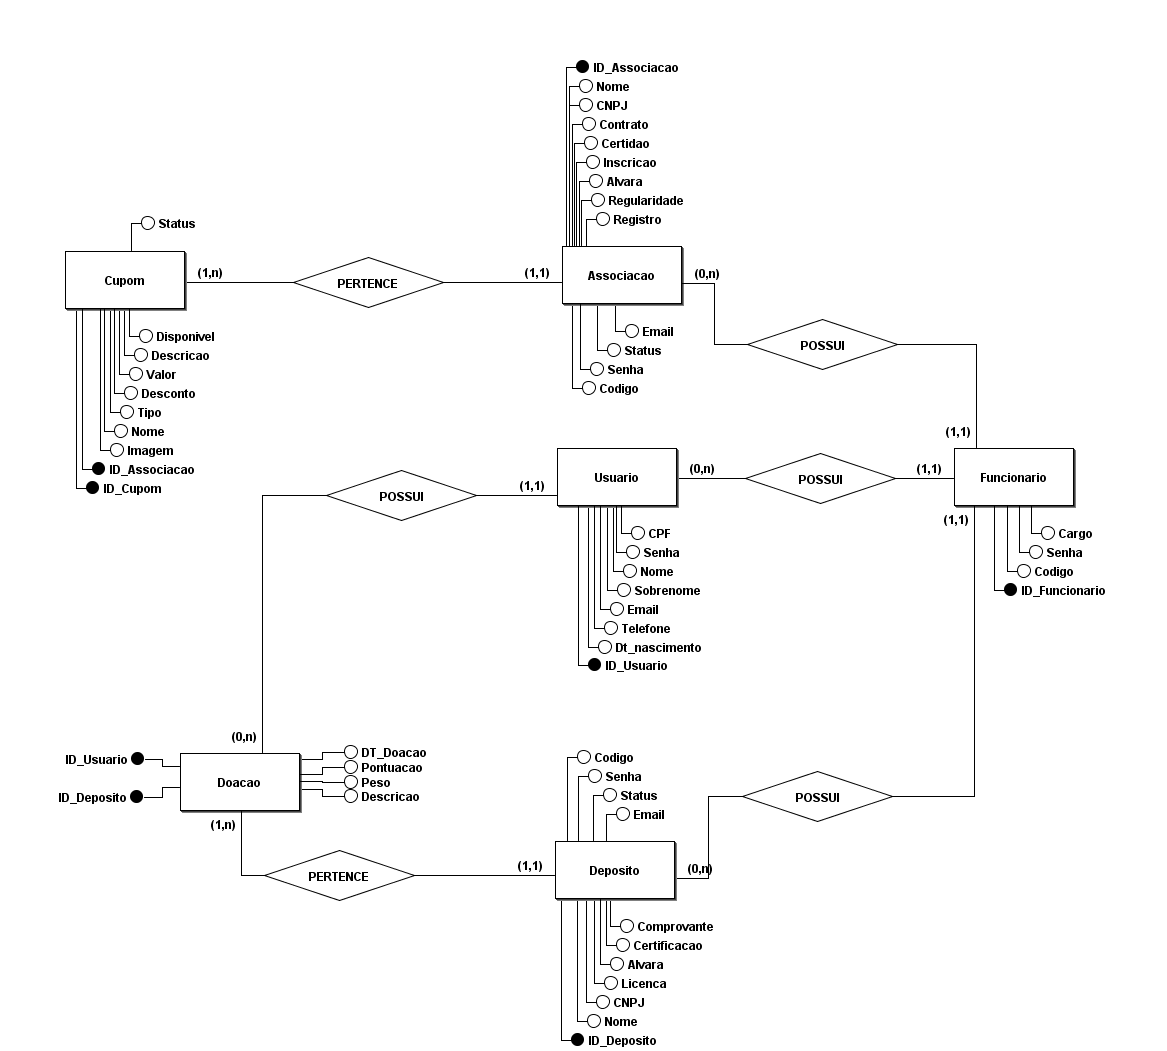 ID_Associacao
Nome
CNPJ
Contrato
Certidao
Inscricao
Alvara
Regularidade
Registro
Status
Cupom
(1,n)
PERTENCE
(1,1)
Associacao
(0,n)
Disponivel
Descricao
Valor
Desconto
Tipo
Nome
Imagem
ID_Associacao
ID_Cupom
Email
Status
Senha
Codigo
POSSUI
(1,1)
POSSUI
(1,1)
Usuario
(0,n)
POSSUI
(1,1)
Funcionario
(1,1)
CPF
Senha
Nome
Sobrenome
Email
Telefone
Dt_nascimento
ID_Usuario
Cargo
Senha
Codigo
ID_Funcionario
(0,n)
ID_Usuario
ID_Deposito
Doacao
DT_Doacao
Pontuacao
Peso
Descricao
(1,n)
PERTENCE
(1,1)
Codigo
Senha
Status
Email
Deposito
(0,n)
POSSUI
Comprovante
Certificacao
Alvara
Licenca
CNPJ
Nome
ID_Deposito